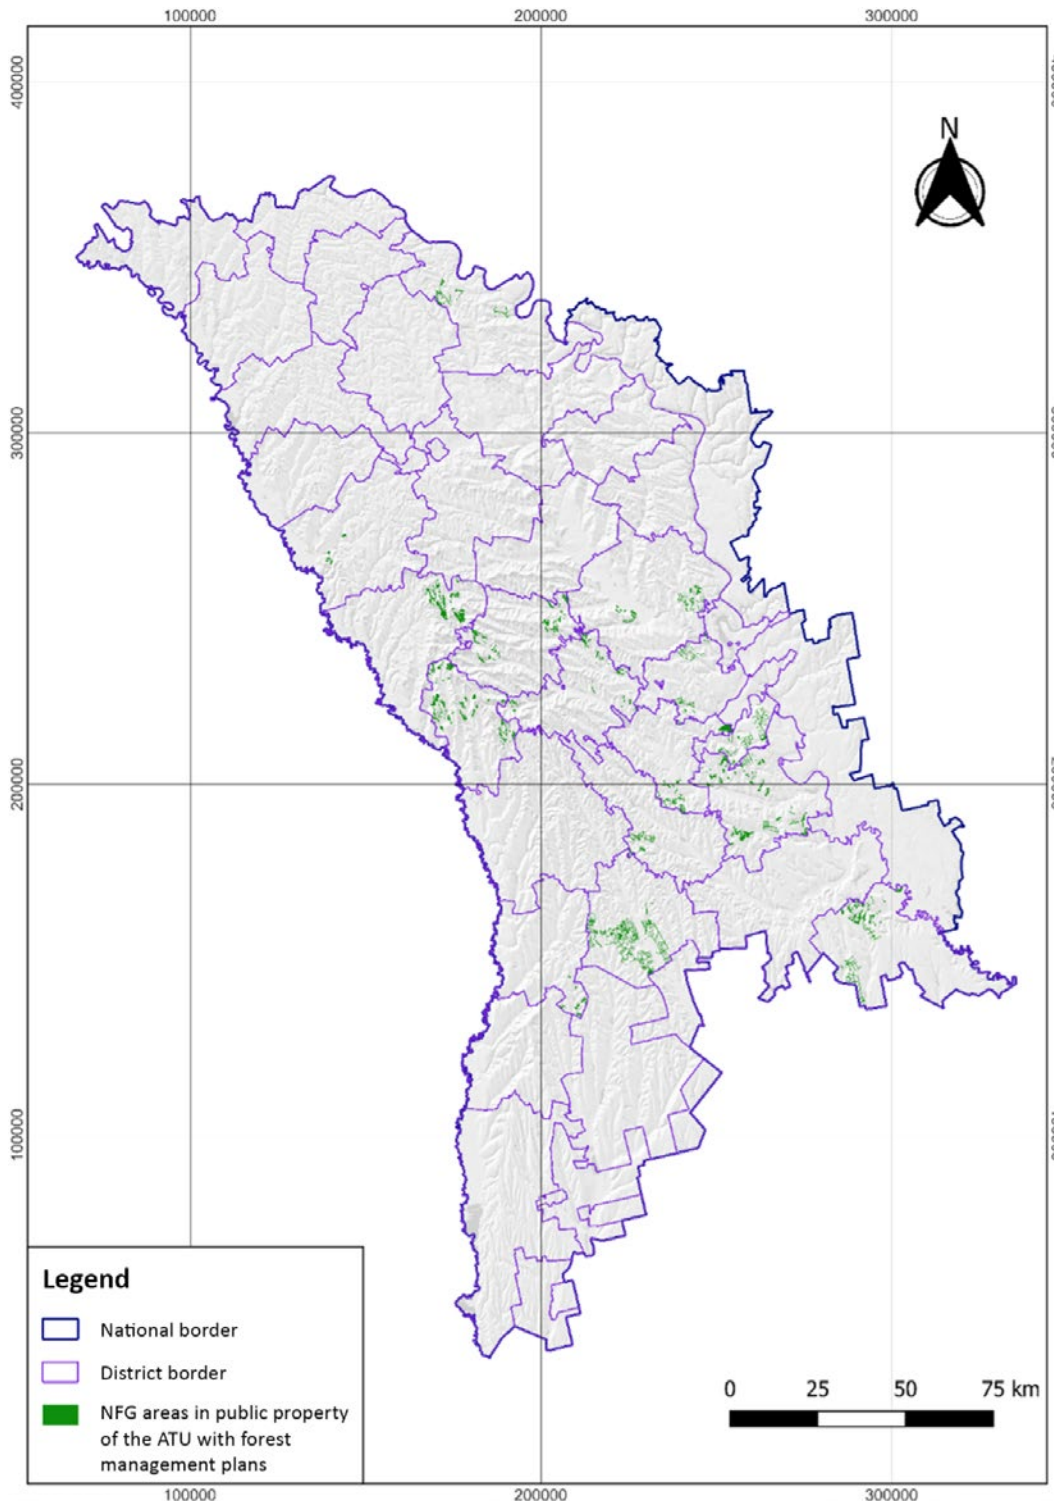 100000 200000 300000
400000
N
300000
200000
100000
Legend
National border
District border
NFG areas in public property
of the ATU with forest
management plans
0 25 50 75 km
100000 200000 300000